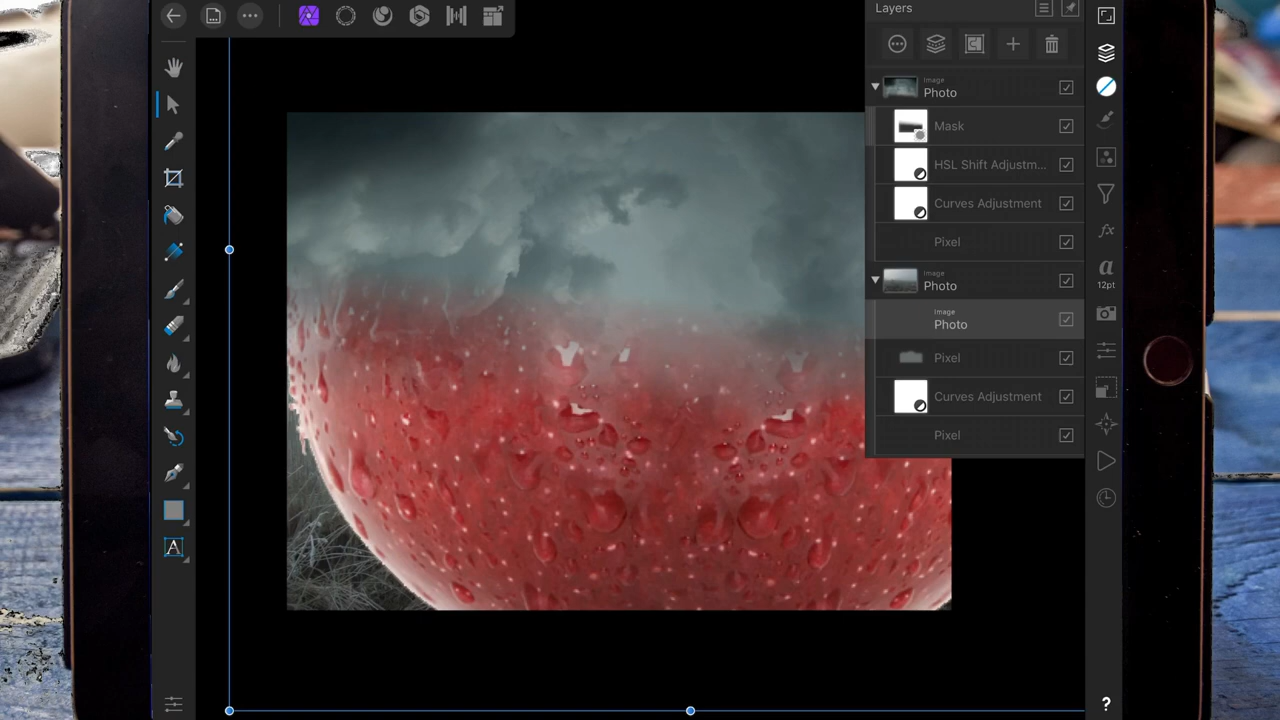 Layers
Image
Photo
Mask
HSL Shift Adjustm...
Curves Adjustment
Pixel
Image
Photo
Image
Photo
Pixel
Curves Adjustment
Pixel
a
12pt
fx
A
?